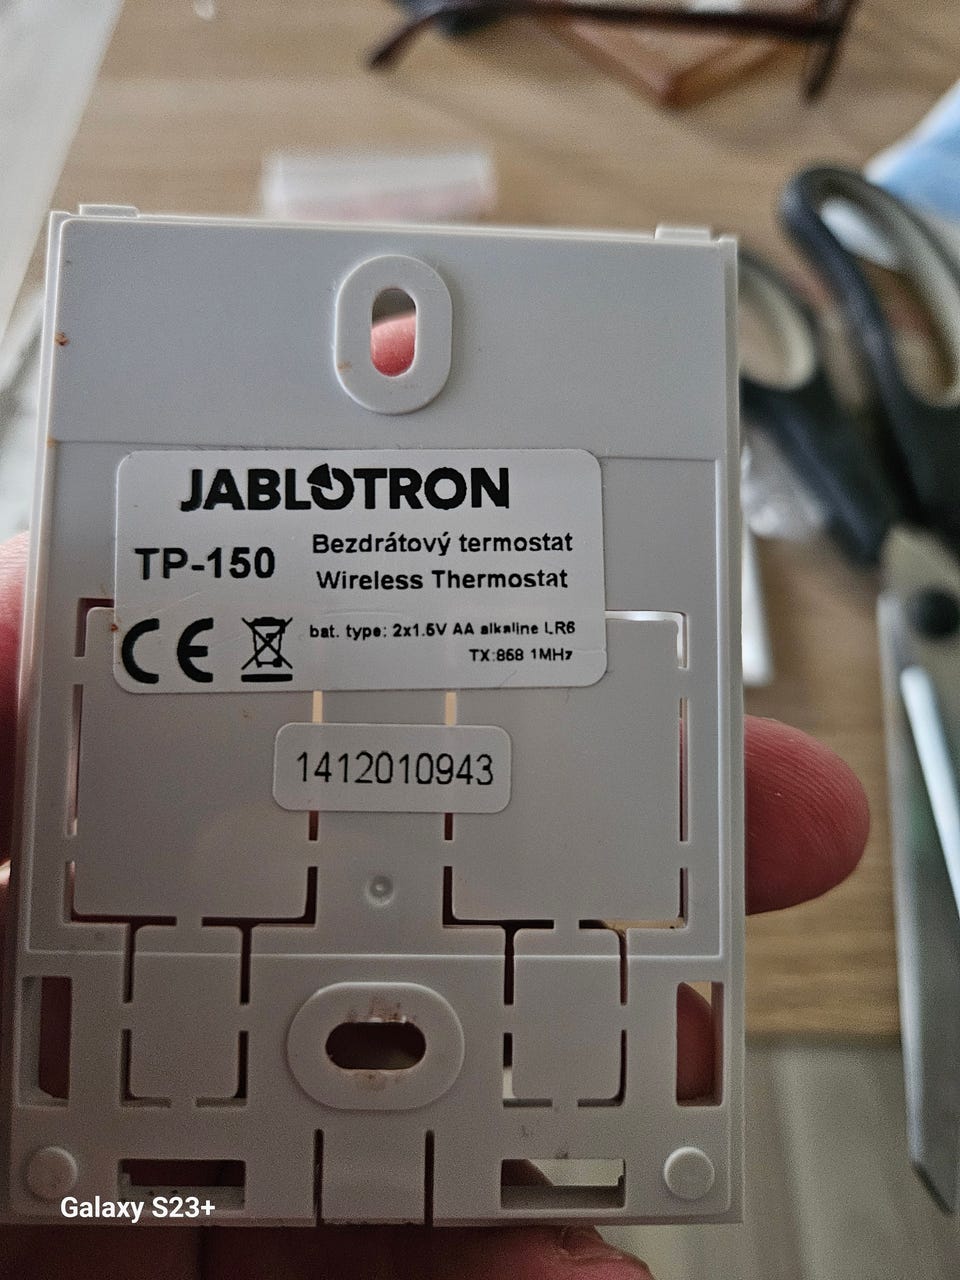 JABLOTRON
TP-150
Bezdrátový termostat
Wireless Thermostat
CE
bat. type: 2x1.5V AA alkaline LR6
TX:868 1MHz
1412010943
Galaxy S23+